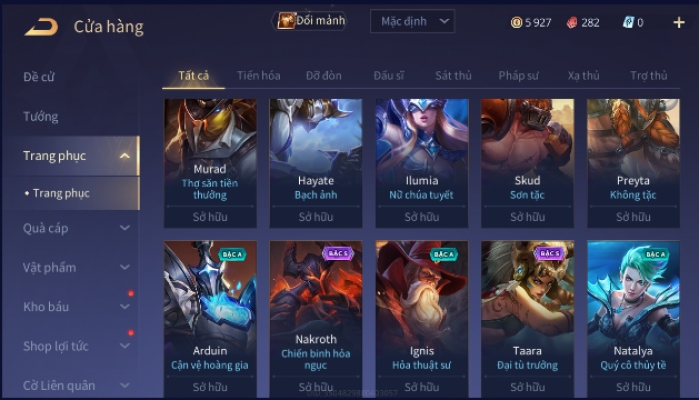 Cửa hàng
Đổi mảnh
Mặc định
5 927
282
0
Đề cử
Tướng
Trang phục
• Trang phục
Quà cáp
Vật phẩm
Kho báu
Shop lợi tức
Cờ Liên quân
Tất cả
Tiến hóa
Đỡ đòn
Đấu sĩ
Sát thủ
Pháp sư
Xạ thủ
Trợ thủ
Murad
Thợ săn tiền
thưởng
Sở hữu
Hayate
Bạch ảnh
Sở hữu
Ilumia
Nữ chúa tuyết
Sở hữu
Skud
Sơn tặc
Sở hữu
Preyta
Không tặc
Sở hữu
BẬC A
Arduin
Cận vệ hoàng gia
Sở hữu
BẬC S
Nakroth
Chiến binh hỏa
ngục
Sở hữu
BẬC A
Ignis
Hỏa thuật sư
Sở hữu
BẬC S
Taara
Đại tù trưởng
Sở hữu
BẬC A
Natalya
Quý cô thủy tề
Sở hữu